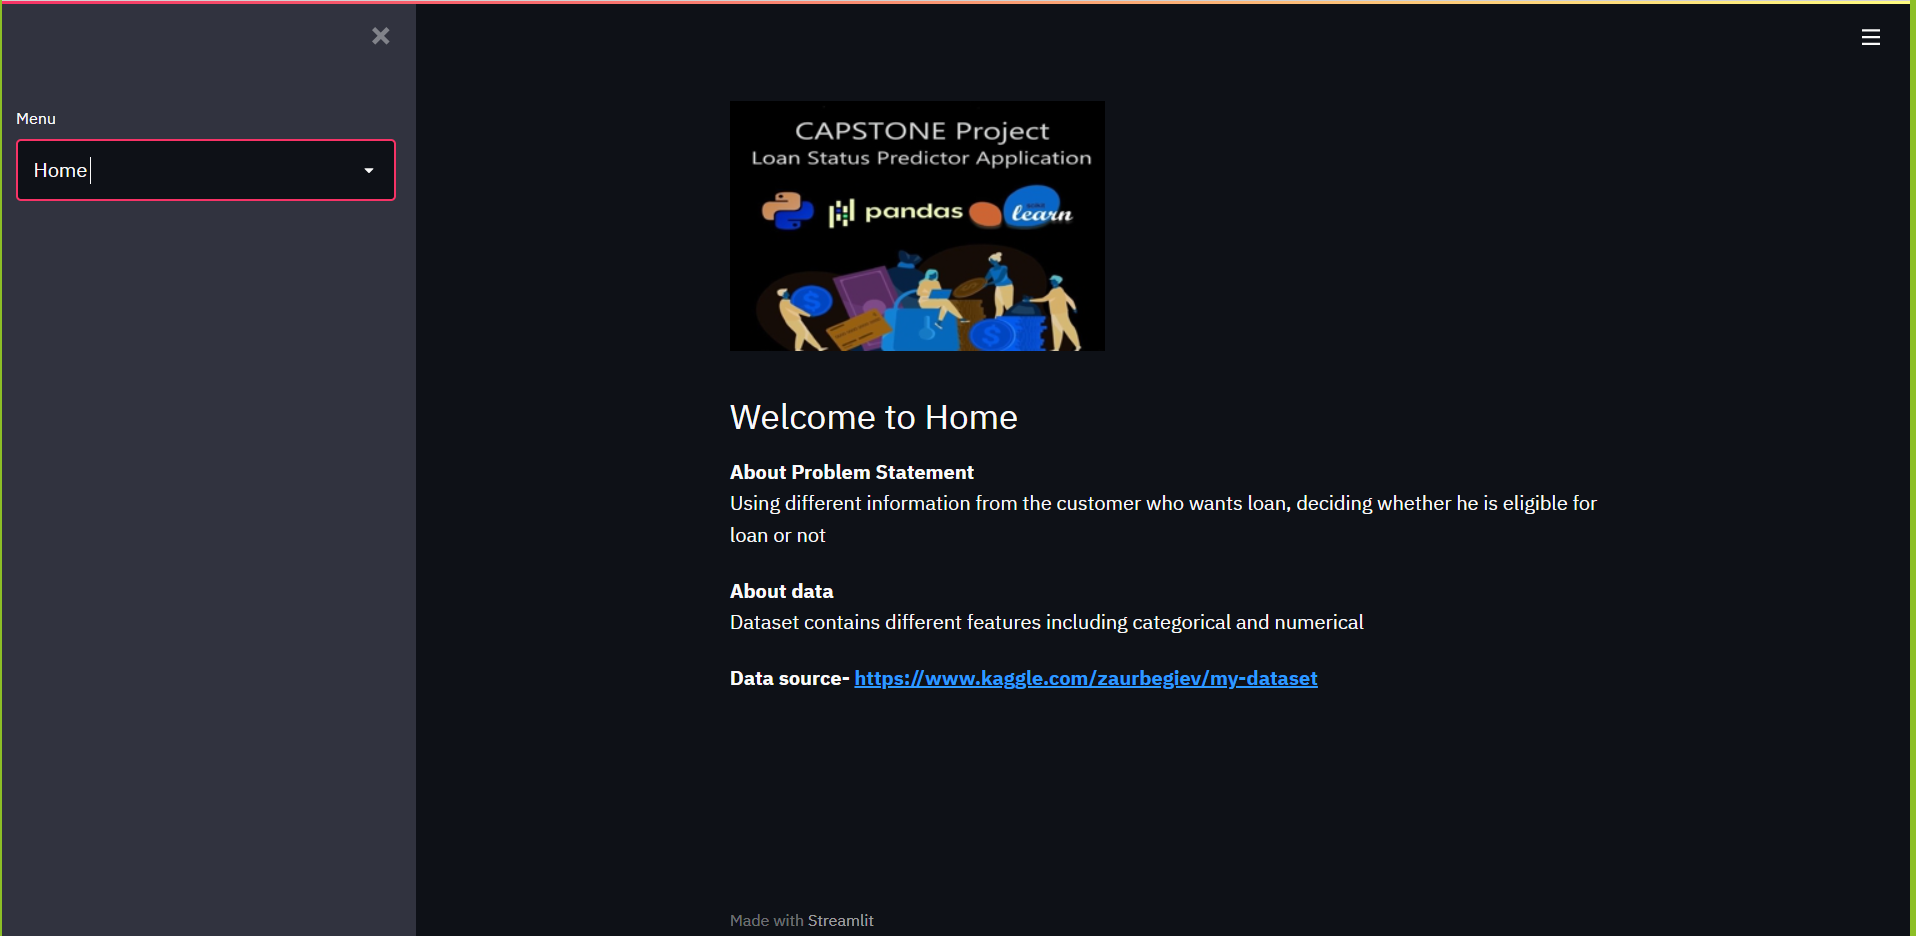 Menu
Home
CAPSTONE Project
Loan Status Predictor Application
pandas
learn
Welcome to Home
About Problem Statement
Using different information from the customer who wants loan, deciding whether he is eligible for
loan or not
About data
Dataset contains different features including categorical and numerical
Data source- https://www.kaggle.com/zaurbegiev/my-dataset
Made with Streamlit